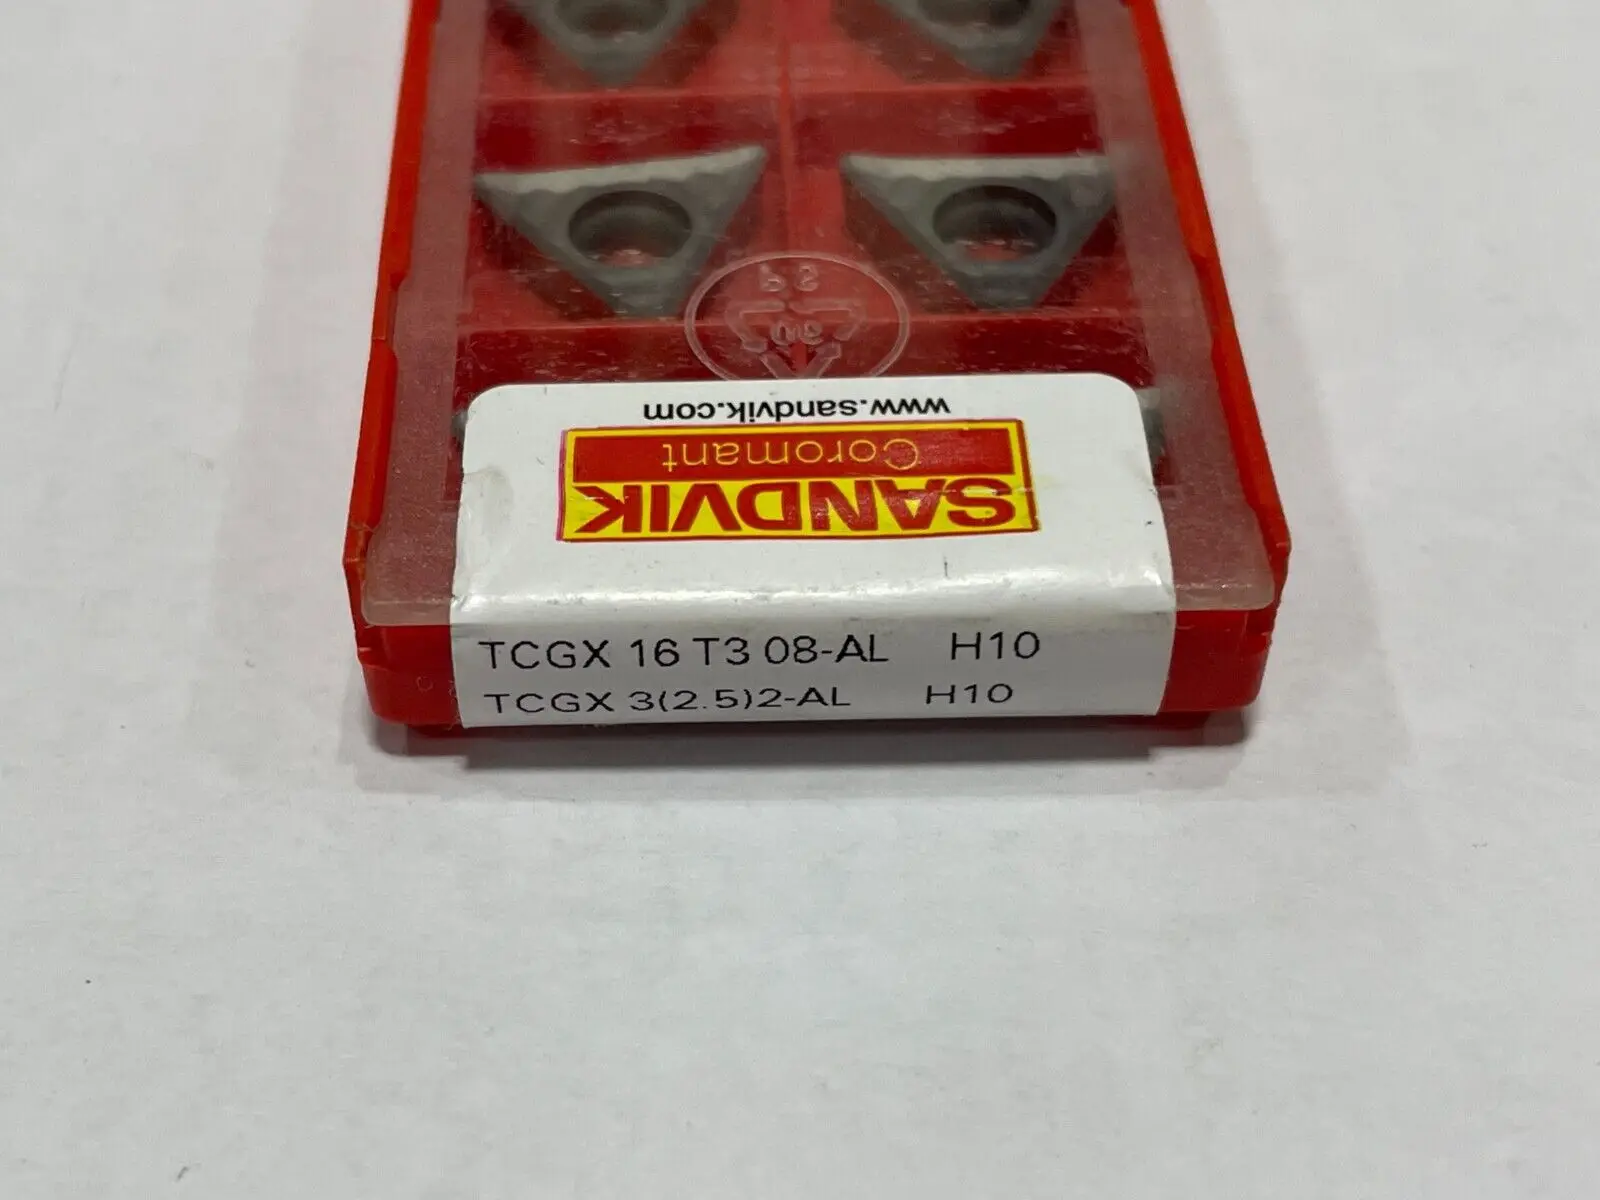 www.sandvik.com
Coromant
SANDVIK
TCGX 16 T3 08-AL H10
TCGX 3(2.5)2-AL H10